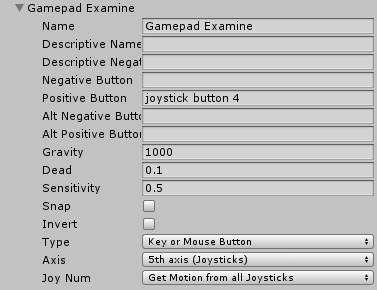 Gamepad Examine
Name Gamepad Examine
Descriptive Name
Descriptive Negat
Negative Button
Positive Button joystick button 4
Alt Negative Butto
Alt Positive Button
Gravity 1000
Dead 0.1
Sensitivity 0.5
Snap
Invert
Type Key or Mouse Button
Axis 5th axis (Joysticks)
Joy Num Get Motion from all Joysticks